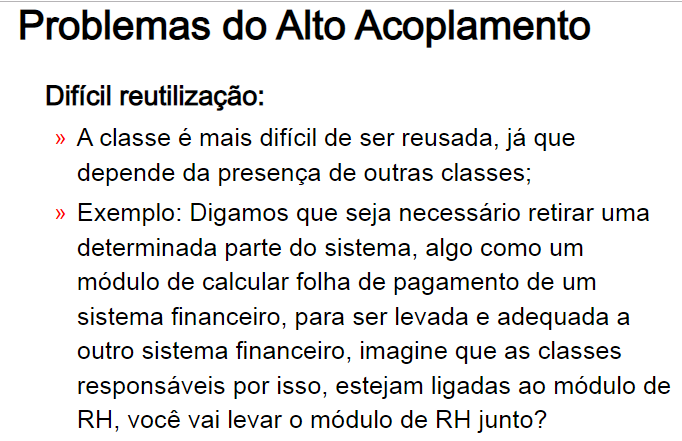 Problemas do Alto Acoplamento
Difícil reutilização:
» A classe é mais difícil de ser reusada, já que
depende da presença de outras classes;
» Exemplo: Digamos que seja necessário retirar uma
determinada parte do sistema, algo como um
módulo de calcular folha de pagamento de um
sistema financeiro, para ser levada e adequada a
outro sistema financeiro, imagine que as classes
responsáveis por isso, estejam ligadas ao módulo de
RH, você vai levar o módulo de RH junto?